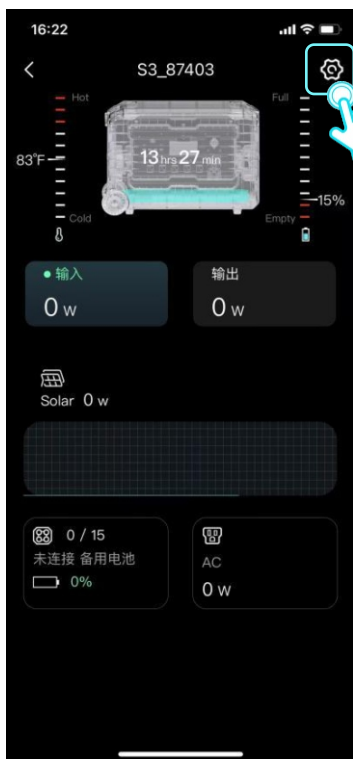 16:22
S3_87403
Hot
Full
83°F
13 hrs 27 min
15%
Cold
Empty
输入
输出
0 w
0 w
Solar 0 w
0 / 15
未连接 备用电池
0%
AC
0 w